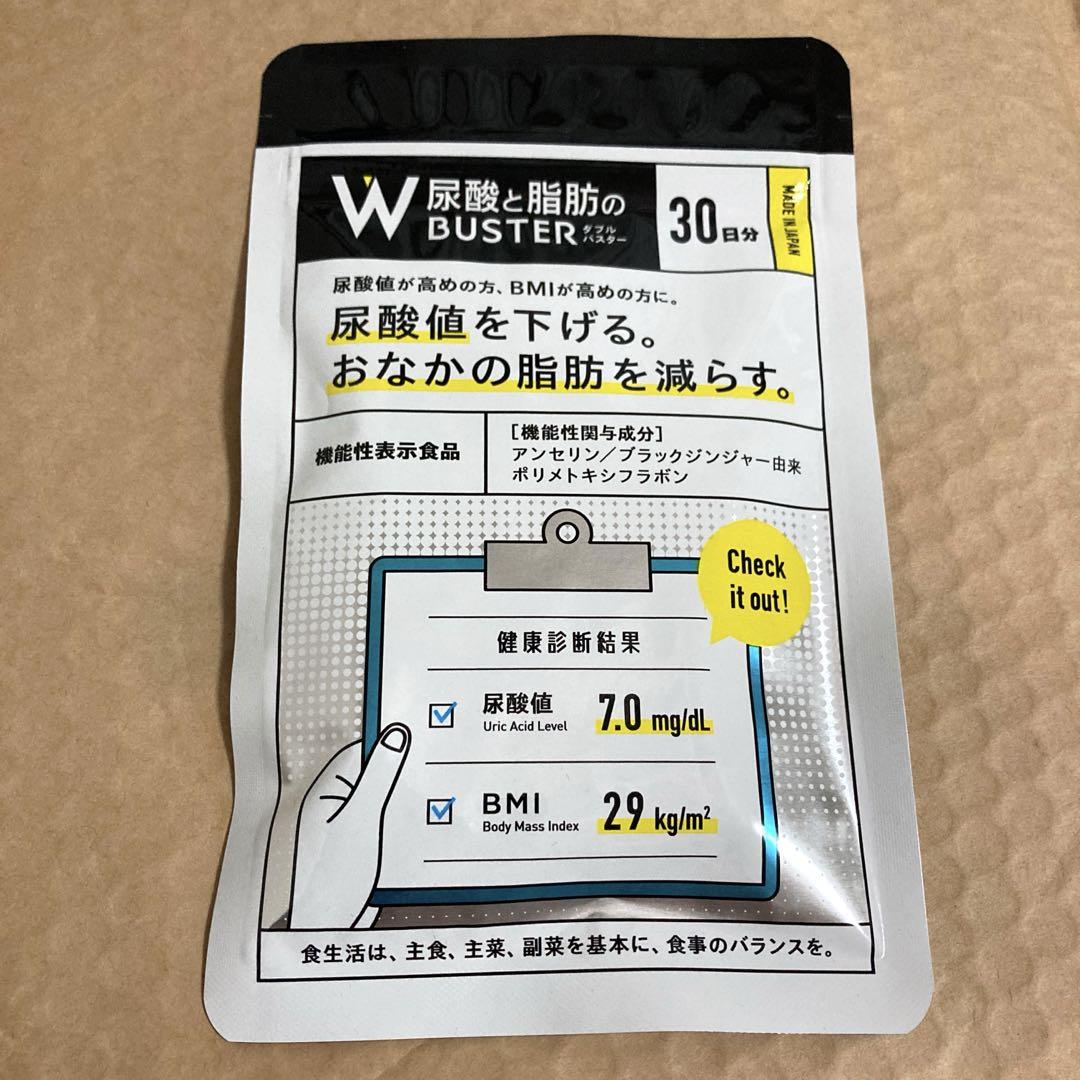 W 尿酸と脂肪の
BUSTER ダブルバスター
30日分
MADE IN JAPAN
尿酸値が高めの方、BMIが高めの方に。
尿酸値を下げる。
おなかの脂肪を減らす。
機能性表示食品
[機能性関与成分]
アンセリン／ブラックジンジャー由来
ポリメトキシフラボン
Check
it out!
健康診断結果
尿酸値 7.0 mg/dL
Uric Acid Level
BMI 29 kg/m²
Body Mass Index
食生活は、主食、主菜、副菜を基本に、食事のバランスを。